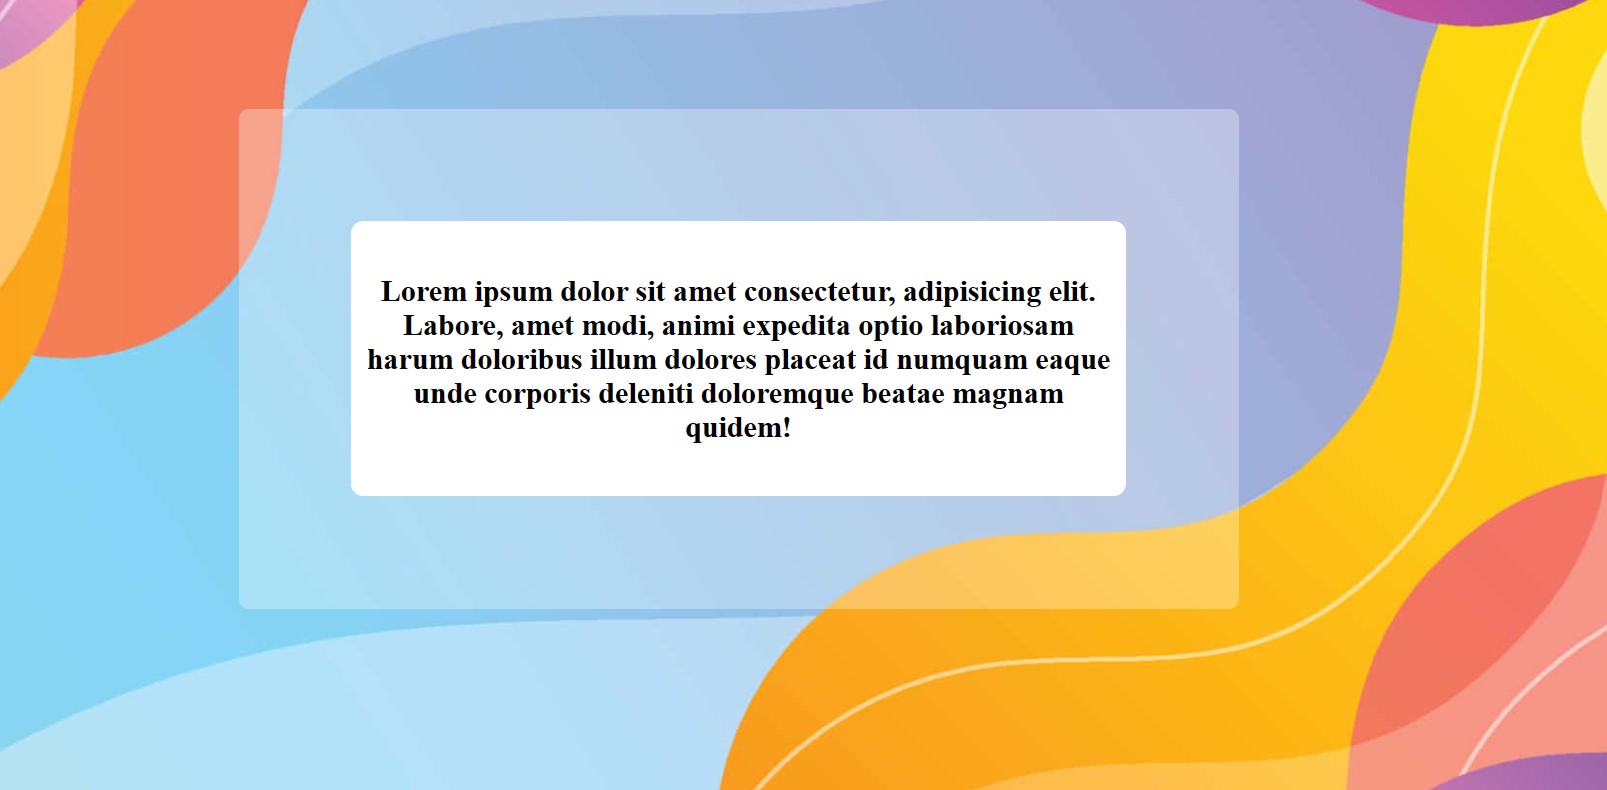 Lorem ipsum dolor sit amet consectetur, adipisicing elit.
Labore, amet modi, animi expedita optio laboriosam
harum doloribus illum dolores placeat id numquam eaque
unde corporis deleniti doloremque beatae magnam
quidem!